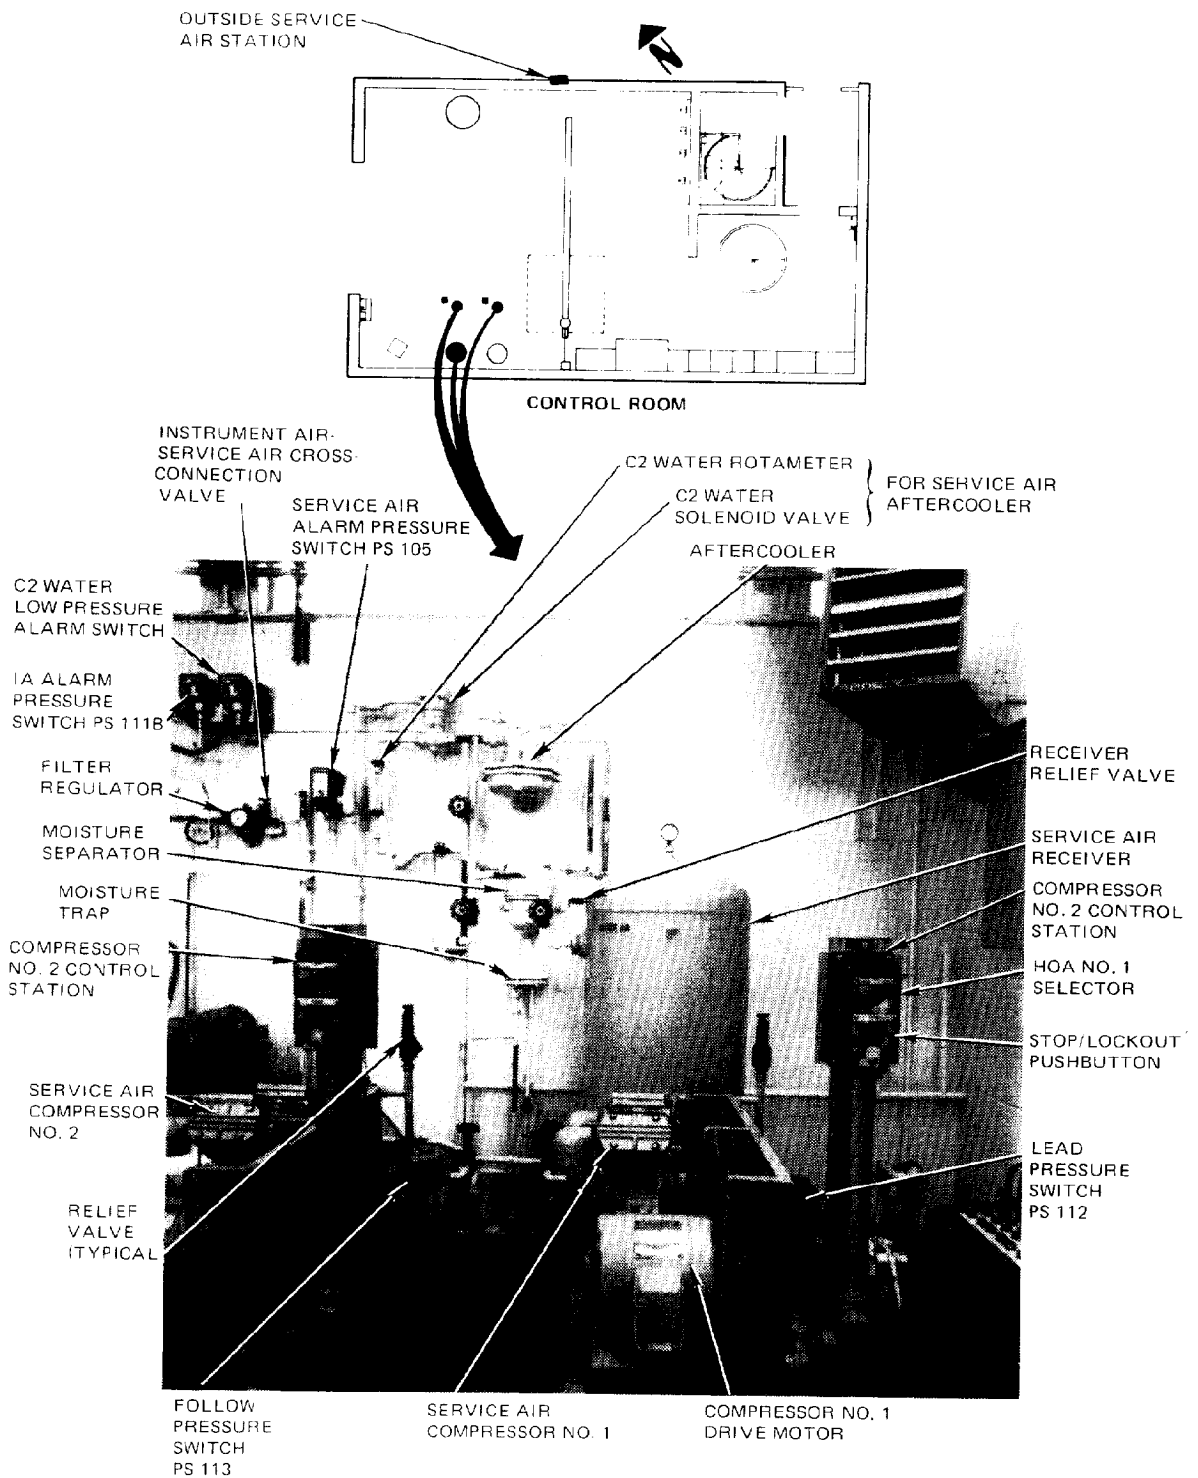 OUTSIDE SERVICE
AIR STATION
CONTROL ROOM
INSTRUMENT AIR-
SERVICE AIR CROSS-
CONNECTION
VALVE
SERVICE AIR
ALARM PRESSURE
SWITCH PS 105
C2 WATER ROTAMETER
C2 WATER
SOLENOID VALVE
FOR SERVICE AIR
AFTERCOOLER
AFTERCOOLER
C2 WATER
LOW PRESSURE
ALARM SWITCH
IA ALARM
PRESSURE
SWITCH PS 111B
FILTER
REGULATOR
MOISTURE
SEPARATOR
MOISTURE
TRAP
COMPRESSOR
NO. 2 CONTROL
STATION
SERVICE AIR
COMPRESSOR
NO. 2
RELIEF
VALVE
(TYPICAL
RECEIVER
RELIEF VALVE
SERVICE AIR
RECEIVER
COMPRESSOR
NO. 2 CONTROL
STATION
HOA NO. 1
SELECTOR
STOP/LOCKOUT
PUSHBUTTON
LEAD
PRESSURE
SWITCH
PS 112
FOLLOW
PRESSURE
SWITCH
PS 113
SERVICE AIR
COMPRESSOR NO. 1
COMPRESSOR NO. 1
DRIVE MOTOR